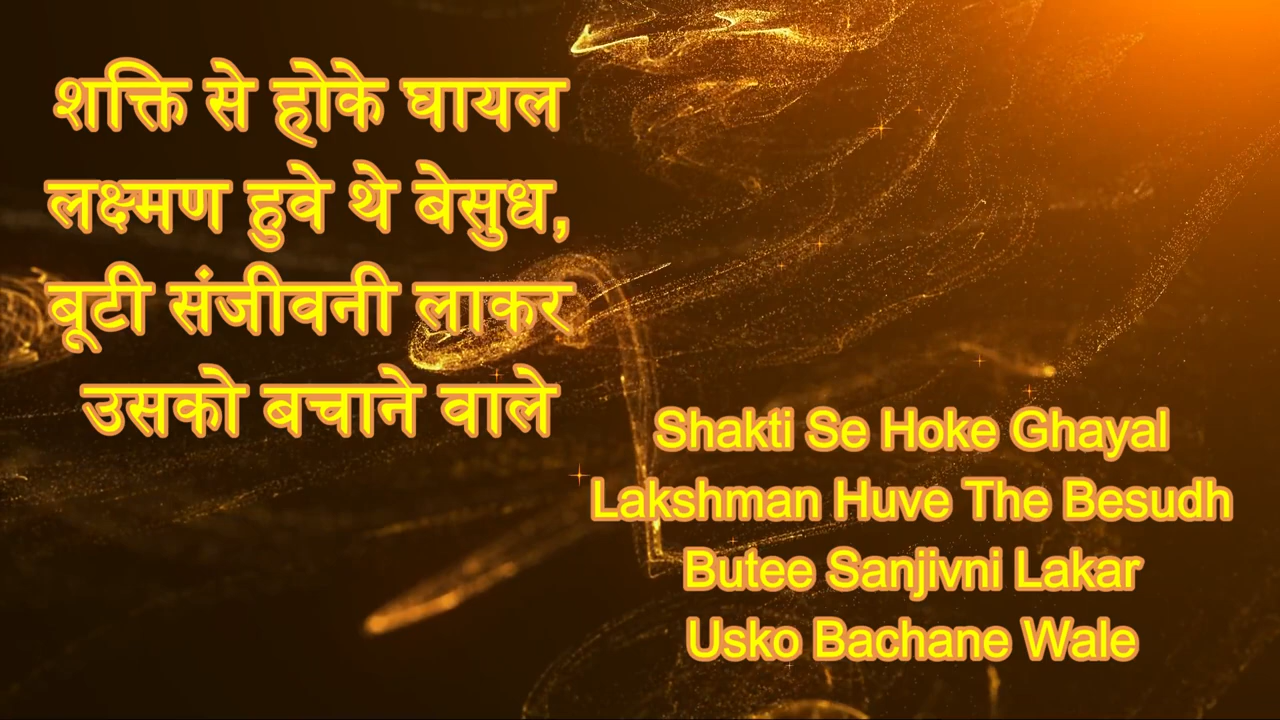 शक्ति से होके घायल
लक्ष्मण हुवे थे बेसुध,
बूटी संजीवनी लाकर
उसको बचाने वाले
Shakti Se Hoke Ghayal
Lakshman Huve The Besudh
Butee Sanjivni Lakar
Usko Bachane Wale